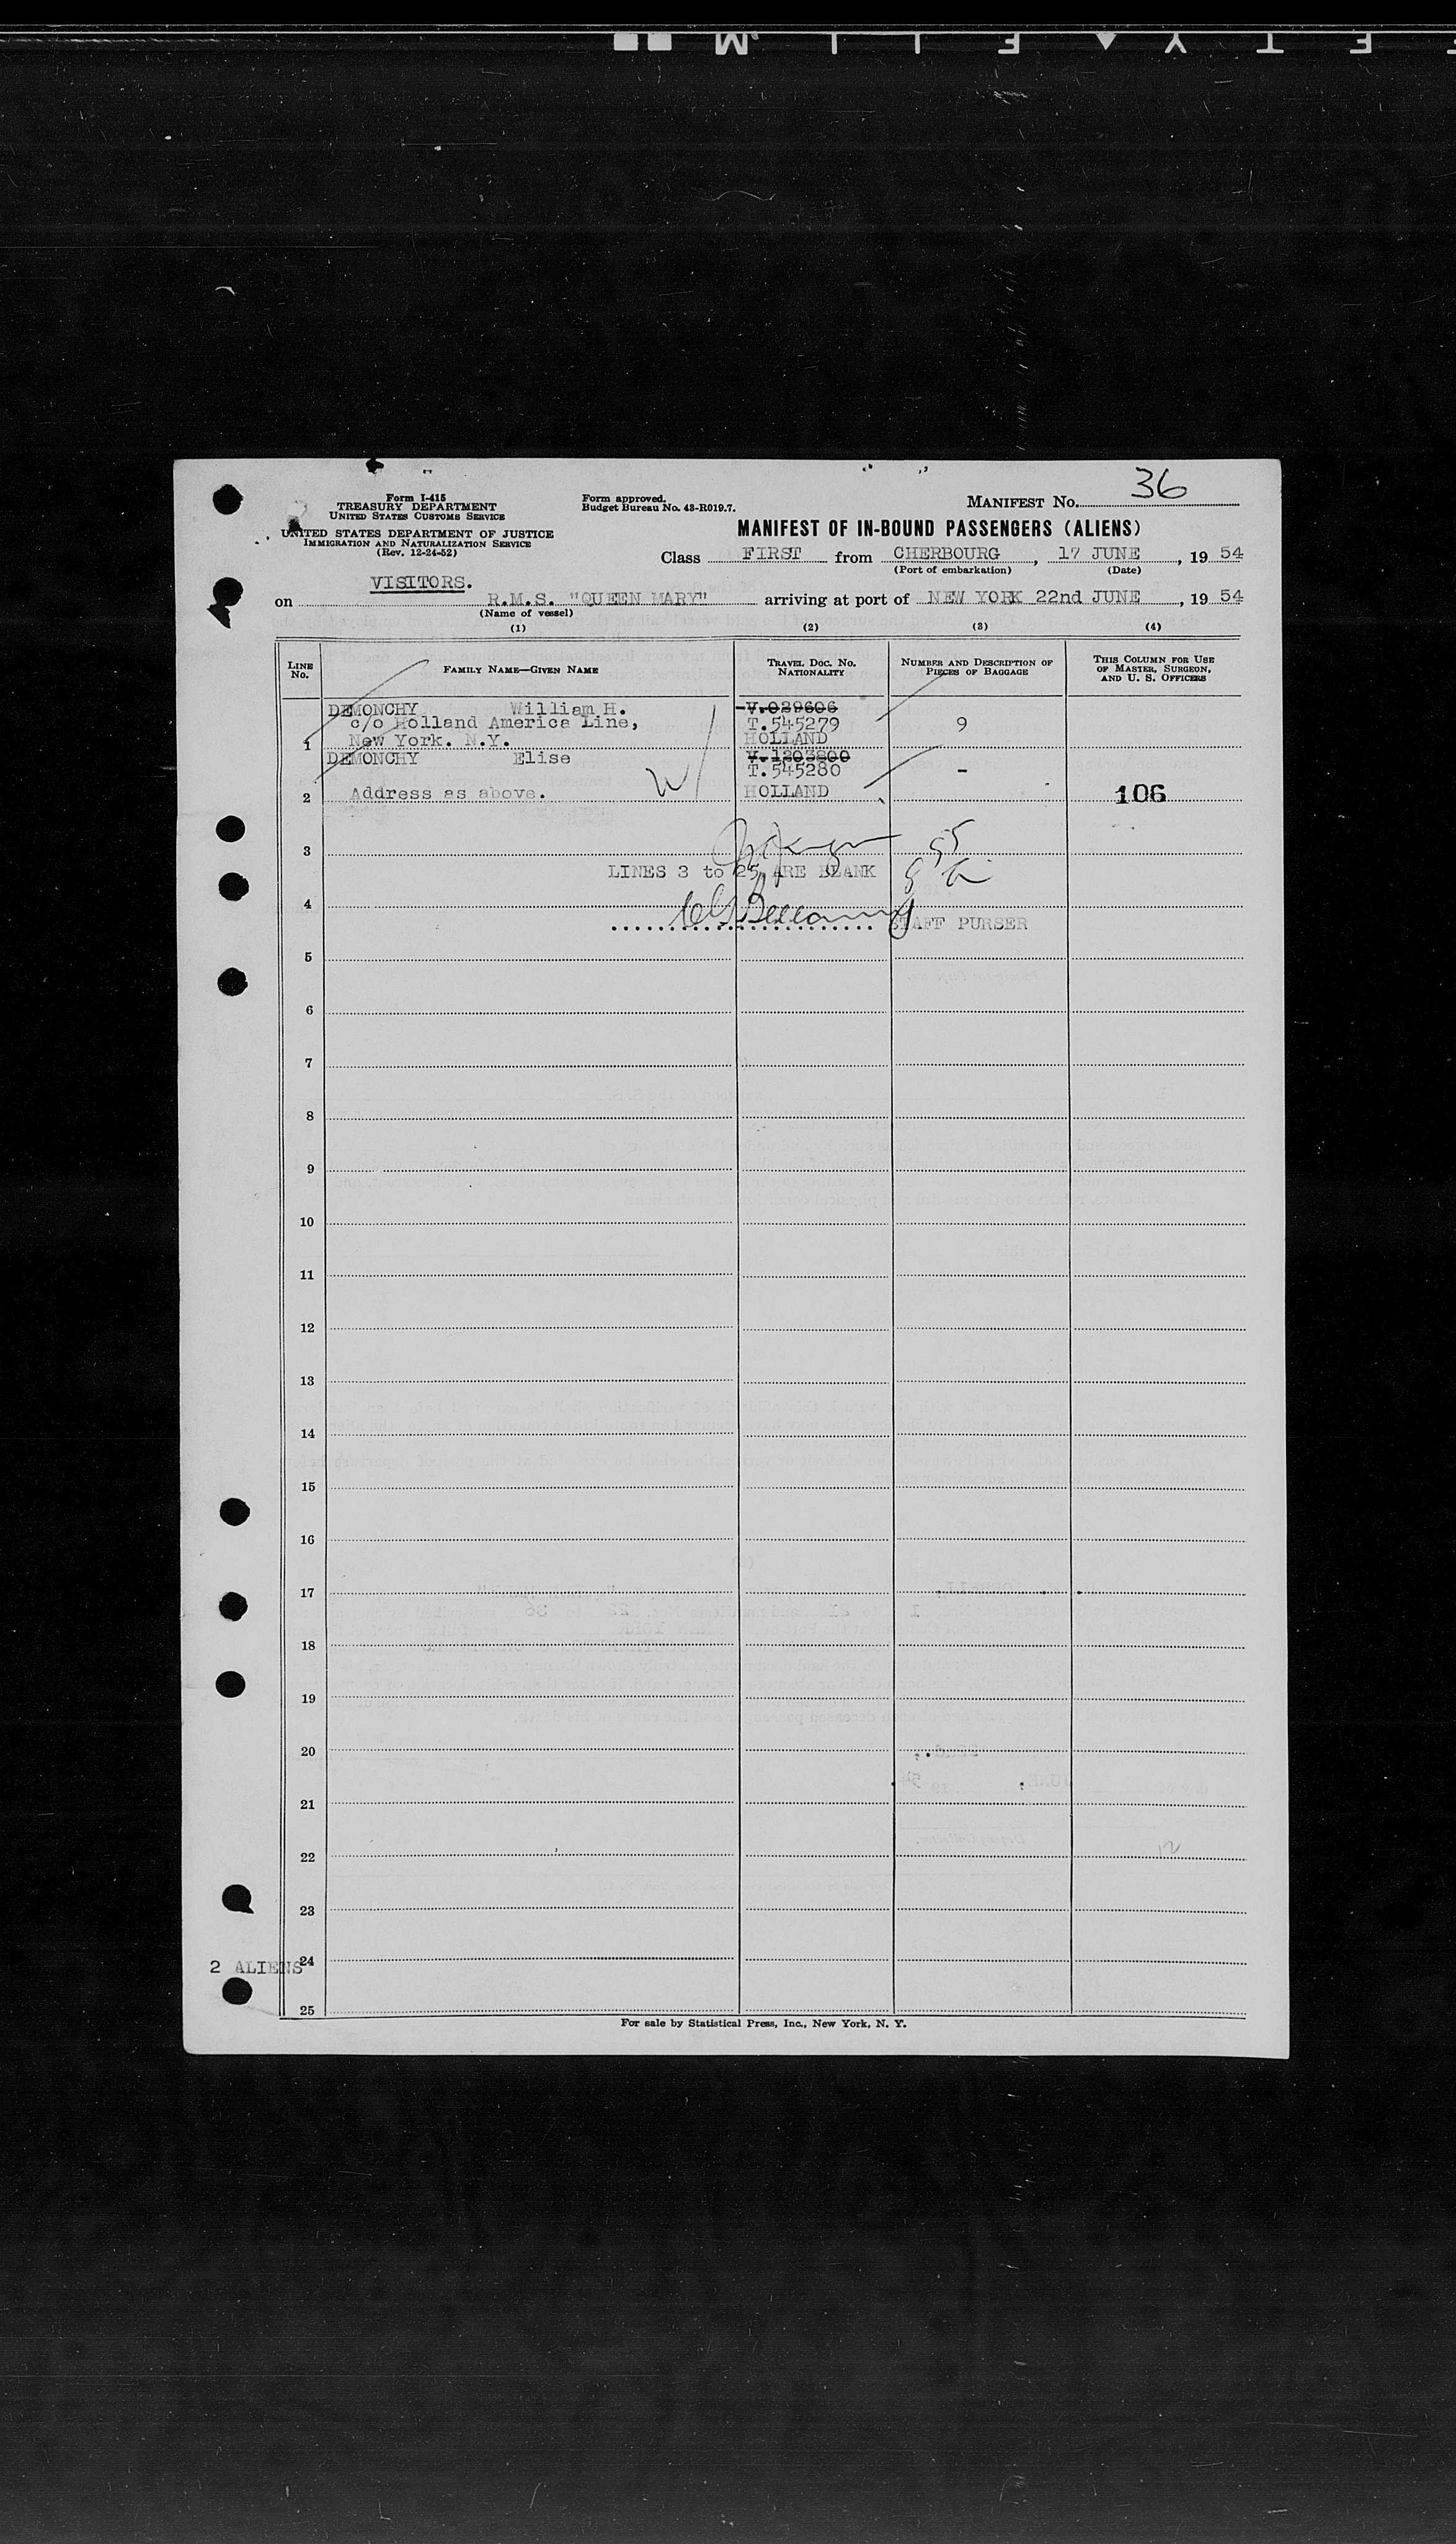 Form I-415
TREASURY DEPARTMENT
UNITED STATES CUSTOMS SERVICE
UNITED STATES DEPARTMENT OF JUSTICE
IMMIGRATION AND NATURALIZATION SERVICE
(Rev. 12-24-52)
Form approved.
Budget Bureau No. 43-R019.7.
MANIFEST No. 36
MANIFEST OF IN-BOUND PASSENGERS (ALIENS)
Class FIRST from CHERBOURG, 17 JUNE, 19 54
(Port of embarkation) (Date)
VISITORS.
on R.M.S. "QUEEN MARY" arriving at port of NEW YORK 22nd JUNE, 19 54
(Name of vessel)
(1) (2) (3) (4)
LINE No. FAMILY NAME—GIVEN NAME TRAVEL DOC. No. NATIONALITY NUMBER AND DESCRIPTION OF PIECES OF BAGGAGE THIS COLUMN FOR USE OF MASTER, SURGEON, AND U. S. OFFICERS
DEMONCHY William H. V.029606
c/o Holland America Line, T.545279 9
1 New York. N.Y. HOLLAND
DEMONCHY Elise V.1203800
T.545280 -
2 Address as above. HOLLAND 106
3
LINES 3 to 25 ARE BLANK
4
STAFF PURSER
5
6
7
8
9
10
11
12
13
14
15
16
17
18
19
20
21
22
23
2 ALIENS 24
25
For sale by Statistical Press, Inc., New York, N. Y.